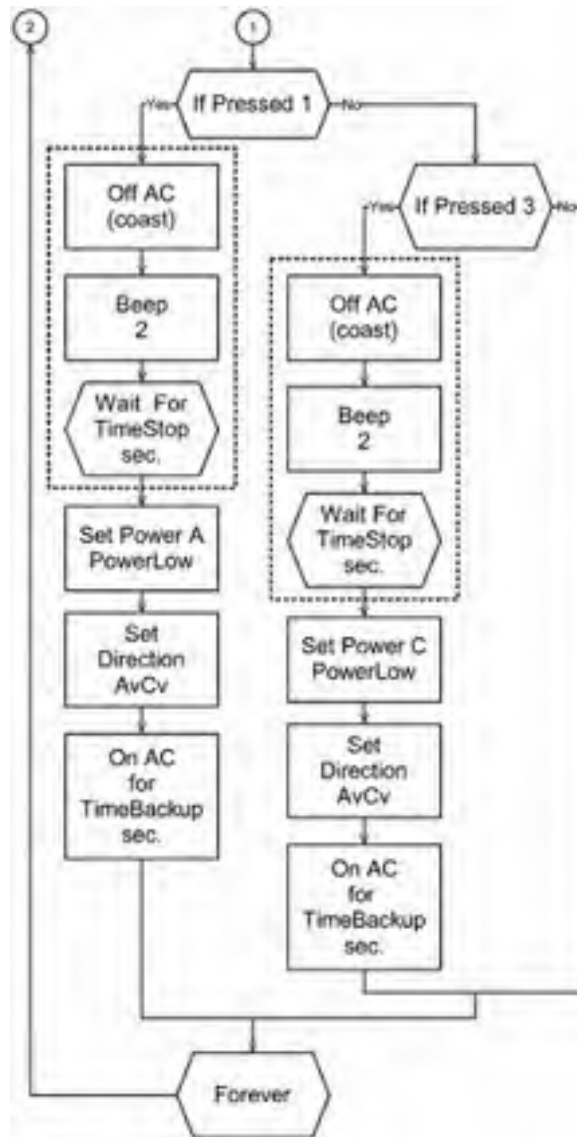 2
1
If Pressed 1
Yes
No
Off AC
(coast)
Beep
2
Wait For
TimeStop
sec.
Set Power A
PowerLow
Set
Direction
AvCv
On AC
for
TimeBackup
sec.
If Pressed 3
Yes
No
Off AC
(coast)
Beep
2
Wait For
TimeStop
sec.
Set Power C
PowerLow
Set
Direction
AvCv
On AC
for
TimeBackup
sec.
Forever